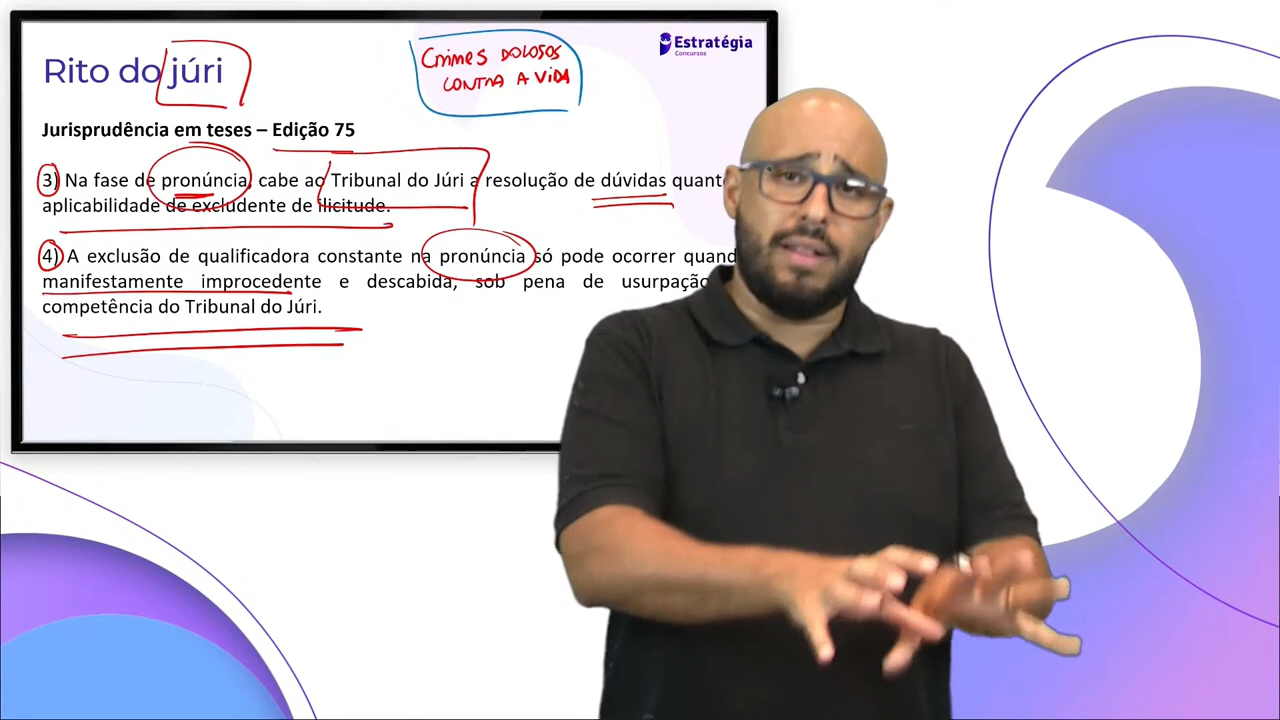 Crimes DOLOSOS
CONTRA A ViDA
Estratégia
Concursos
Rito do júri
Jurisprudência em teses – Edição 75
3) Na fase de pronúncia, cabe ao Tribunal do Júri a resolução de dúvidas
aplicabilidade de excludente de ilicitude.
4) A exclusão de qualificadora constante na pronúncia só pode ocorrer
manifestamente improcedente e descabida, sob pena de usurpação
competência do Tribunal do Júri.